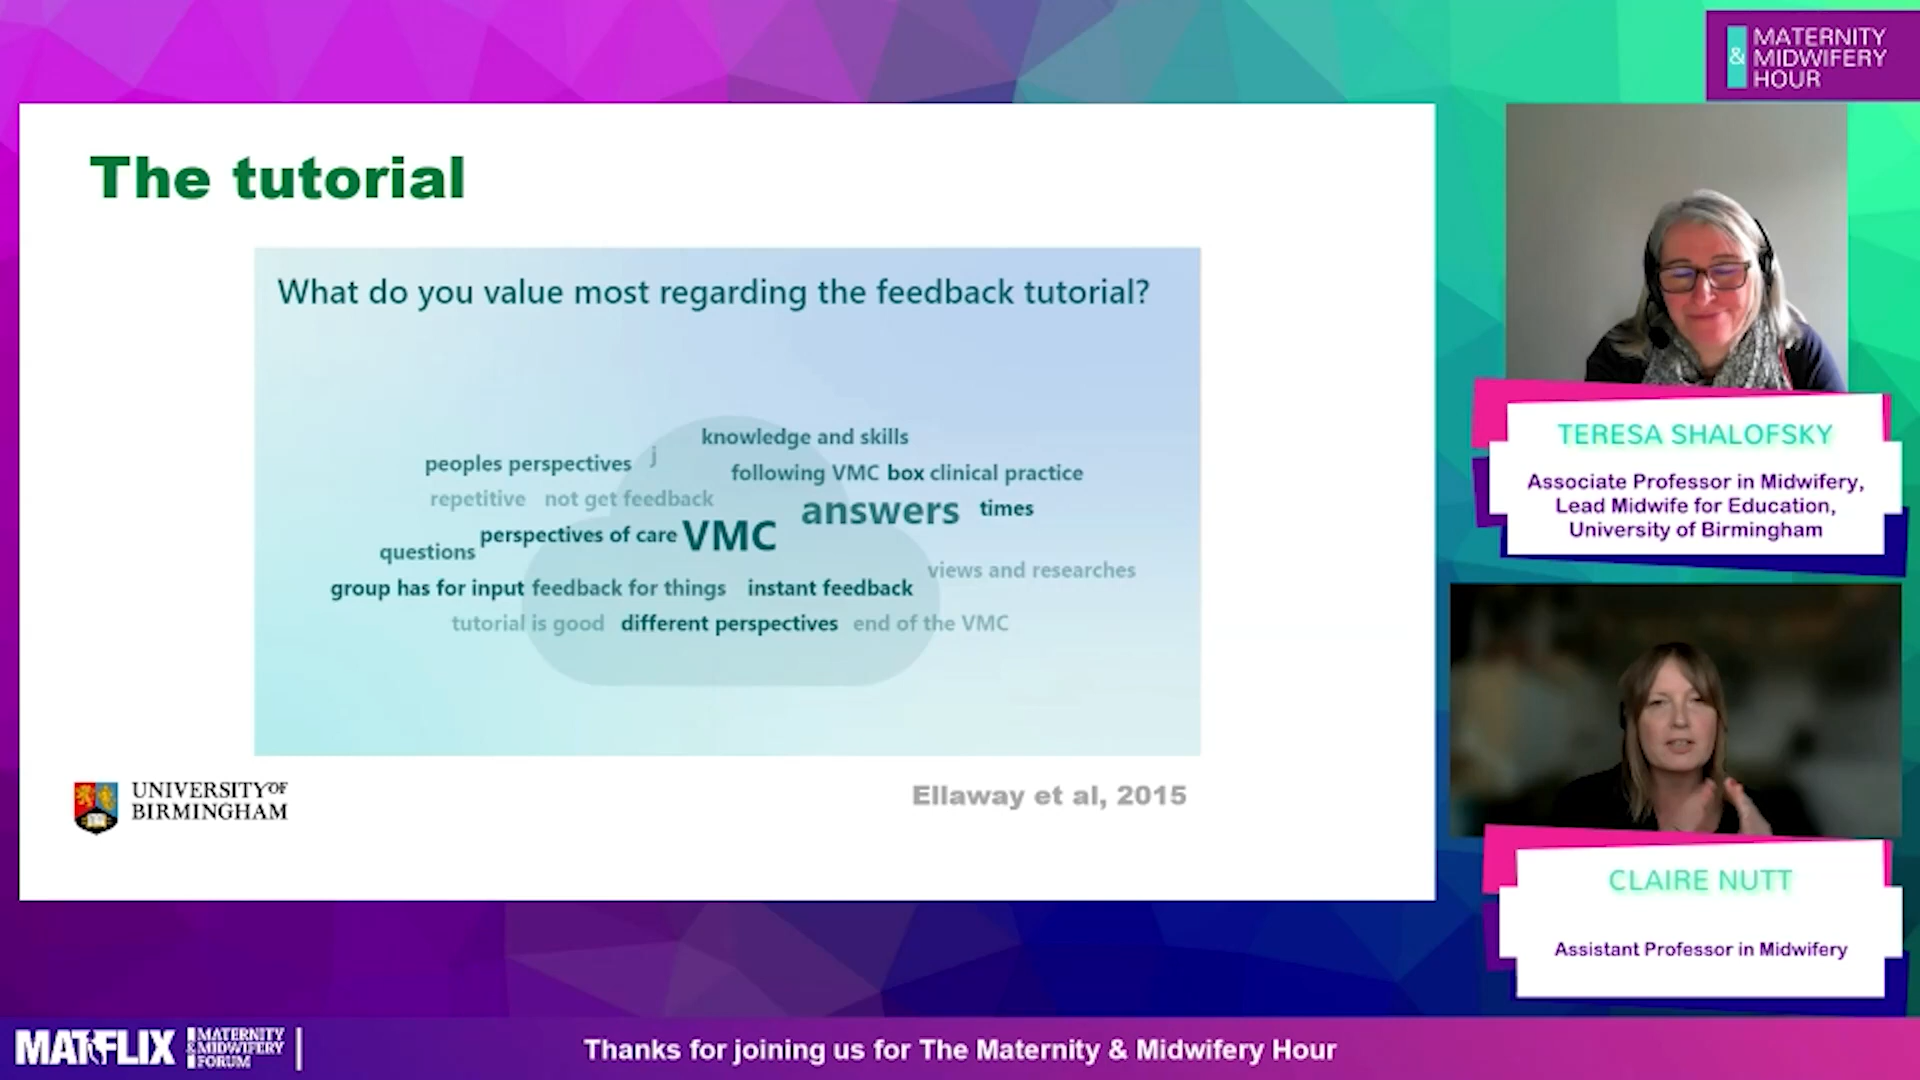 MATERNITY
& MIDWIFERY
HOUR
The tutorial
What do you value most regarding the feedback tutorial?
knowledge and skills
peoples perspectives j
following VMC box clinical practice
repetitive not get feedback
answers times
perspectives of care VMC
questions
views and researches
group has for input feedback for things instant feedback
tutorial is good different perspectives end of the VMC
UNIVERSITY OF
BIRMINGHAM
Ellaway et al, 2015
TERESA SHALOFSKY
Associate Professor in Midwifery,
Lead Midwife for Education,
University of Birmingham
CLAIRE NUTT
Assistant Professor in Midwifery
MATFLIX
MATERNITY
& MIDWIFERY
FORUM
Thanks for joining us for The Maternity & Midwifery Hour